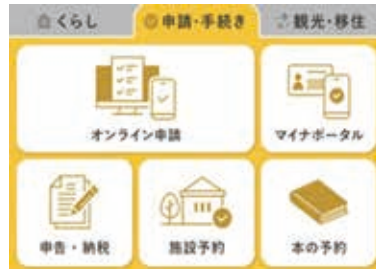 くらし
申請・手続き
観光・移住
オンライン申請
マイナポータル
申告・納税
施設予約
本の予約